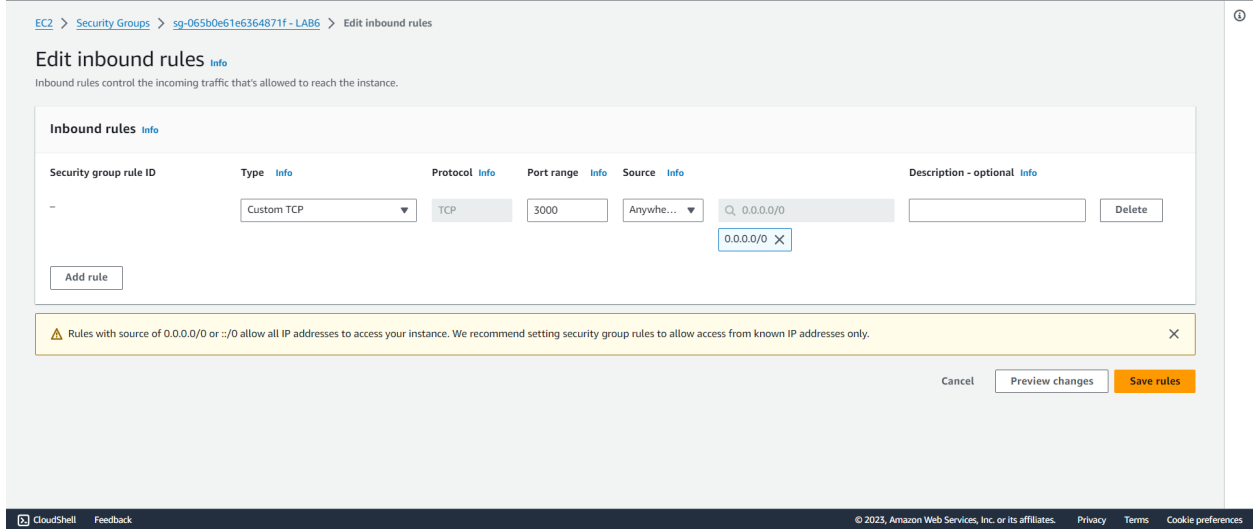 EC2 > Security Groups > sg-065b0e61e6364871f - LAB6 > Edit inbound rules
Edit inbound rules Info
Inbound rules control the incoming traffic that's allowed to reach the instance.
Inbound rules Info
Security group rule ID Type Info Protocol Info Port range Info Source Info Description - optional Info
– Custom TCP TCP 3000 Anywhe... 0.0.0.0/0 Delete
0.0.0.0/0
Add rule
Rules with source of 0.0.0.0/0 or ::/0 allow all IP addresses to access your instance. We recommend setting security group rules to allow access from known IP addresses only.
Cancel Preview changes Save rules
CloudShell Feedback © 2023, Amazon Web Services, Inc. or its affiliates. Privacy Terms Cookie preferences